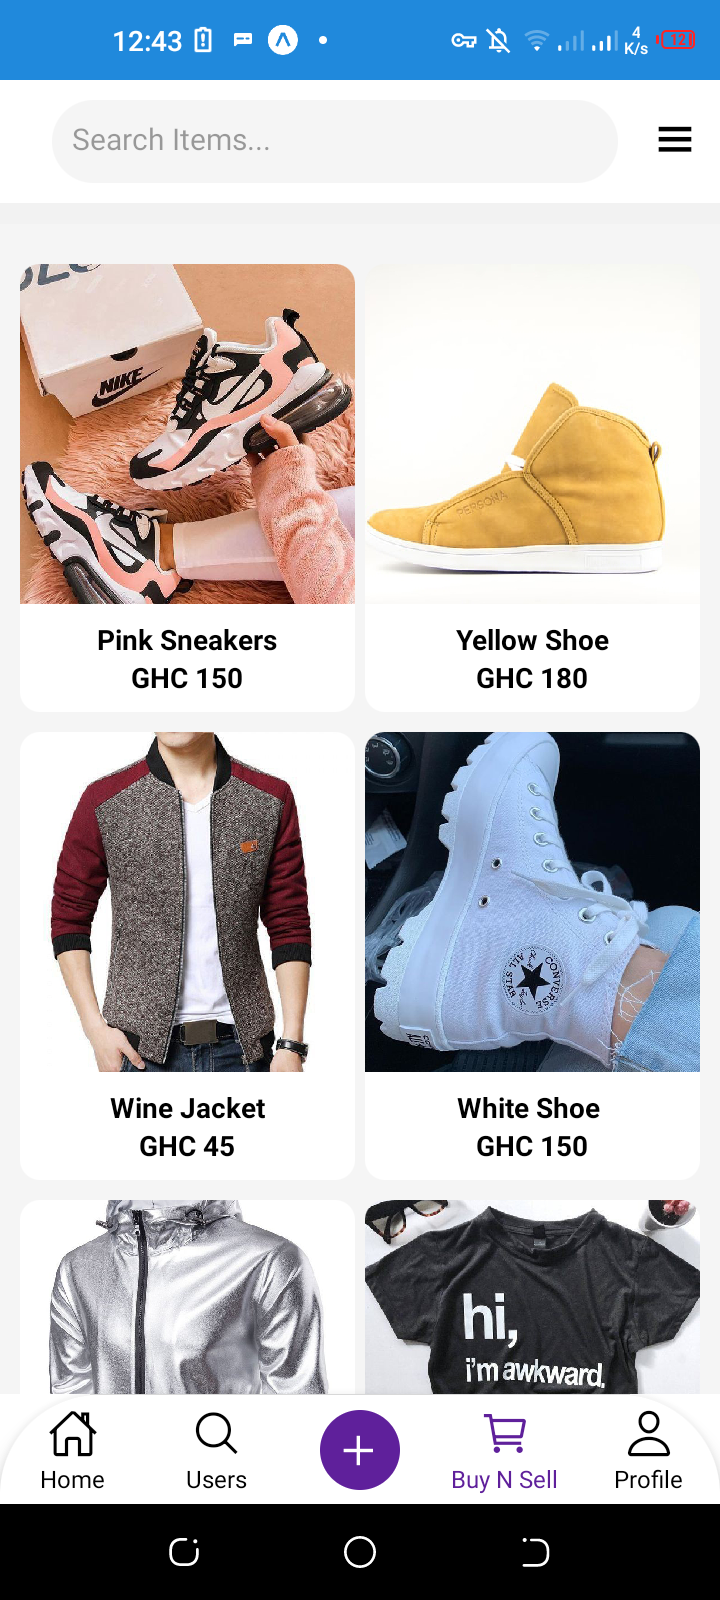 12:43
4
K/s
12
Search Items...
NIKE
PERSONA
Pink Sneakers
GHC 150
Yellow Shoe
GHC 180
CONVERSE
ALL STAR
Wine Jacket
GHC 45
White Shoe
GHC 150
hi,
i'm awkward.
Home
Users
Buy N Sell
Profile